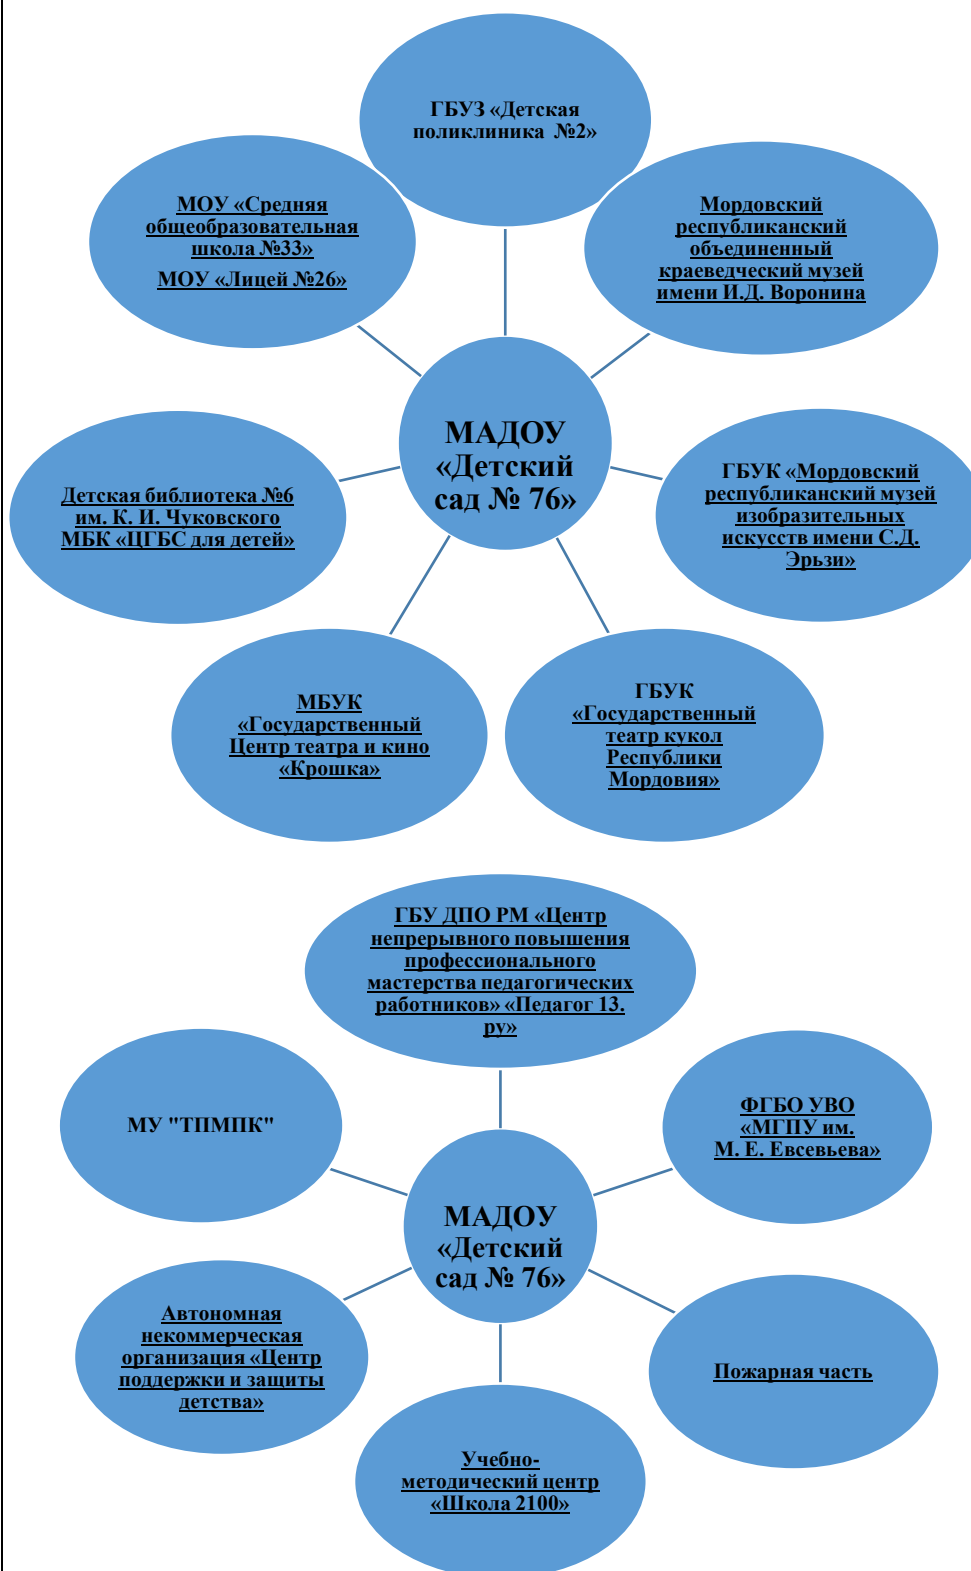 ГБУЗ «Детская
поликлиника №2»
МОУ «Средняя
общеобразовательная
школа №33»
МОУ «Лицей №26»
Мордовский
республиканский
объединенный
краеведческий музей
имени И.Д. Воронина
МАДОУ
«Детский
сад № 76»
Детская библиотека №6
им. К. И. Чуковского
МБК «ЦГБС для детей»
ГБУК «Мордовский
республиканский музей
изобразительных
искусств имени С.Д.
Эрьзи»
МБУК
«Государственный
Центр театра и кино
«Крошка»
ГБУК
«Государственный
театр кукол
Республики
Мордовия»
ГБУ ДПО РМ «Центр
непрерывного повышения
профессионального
мастерства педагогических
работников» «Педагог 13.
ру»
МУ "ТПМПК"
ФГБО УВО
«МГПУ им.
М. Е. Евсевьева»
МАДОУ
«Детский
сад № 76»
Автономная
некоммерческая
организация «Центр
поддержки и защиты
детства»
Пожарная часть
Учебно-
методический центр
«Школа 2100»